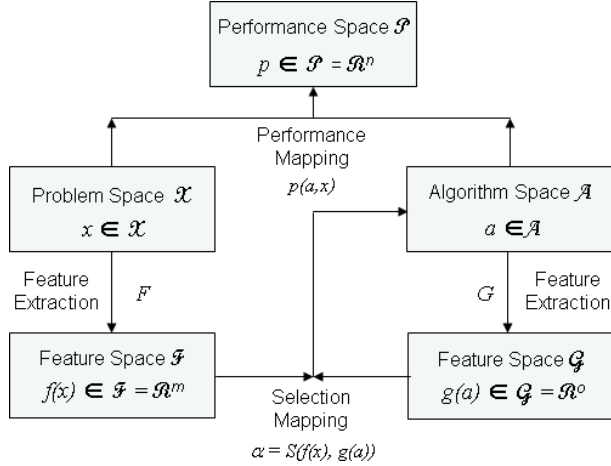 Performance Space 𝒫
p ∈ 𝒫 = ℛⁿ
Performance
Mapping
p(a,x)
Problem Space 𝒳
x ∈ 𝒳
Algorithm Space 𝒜
a ∈ 𝒜
Feature
Extraction
F
G
Feature
Extraction
Feature Space ℱ
f(x) ∈ ℱ = ℛᵐ
Feature Space 𝒢
g(a) ∈ 𝒢 = ℛᵒ
Selection
Mapping
α = S(f(x), g(a))